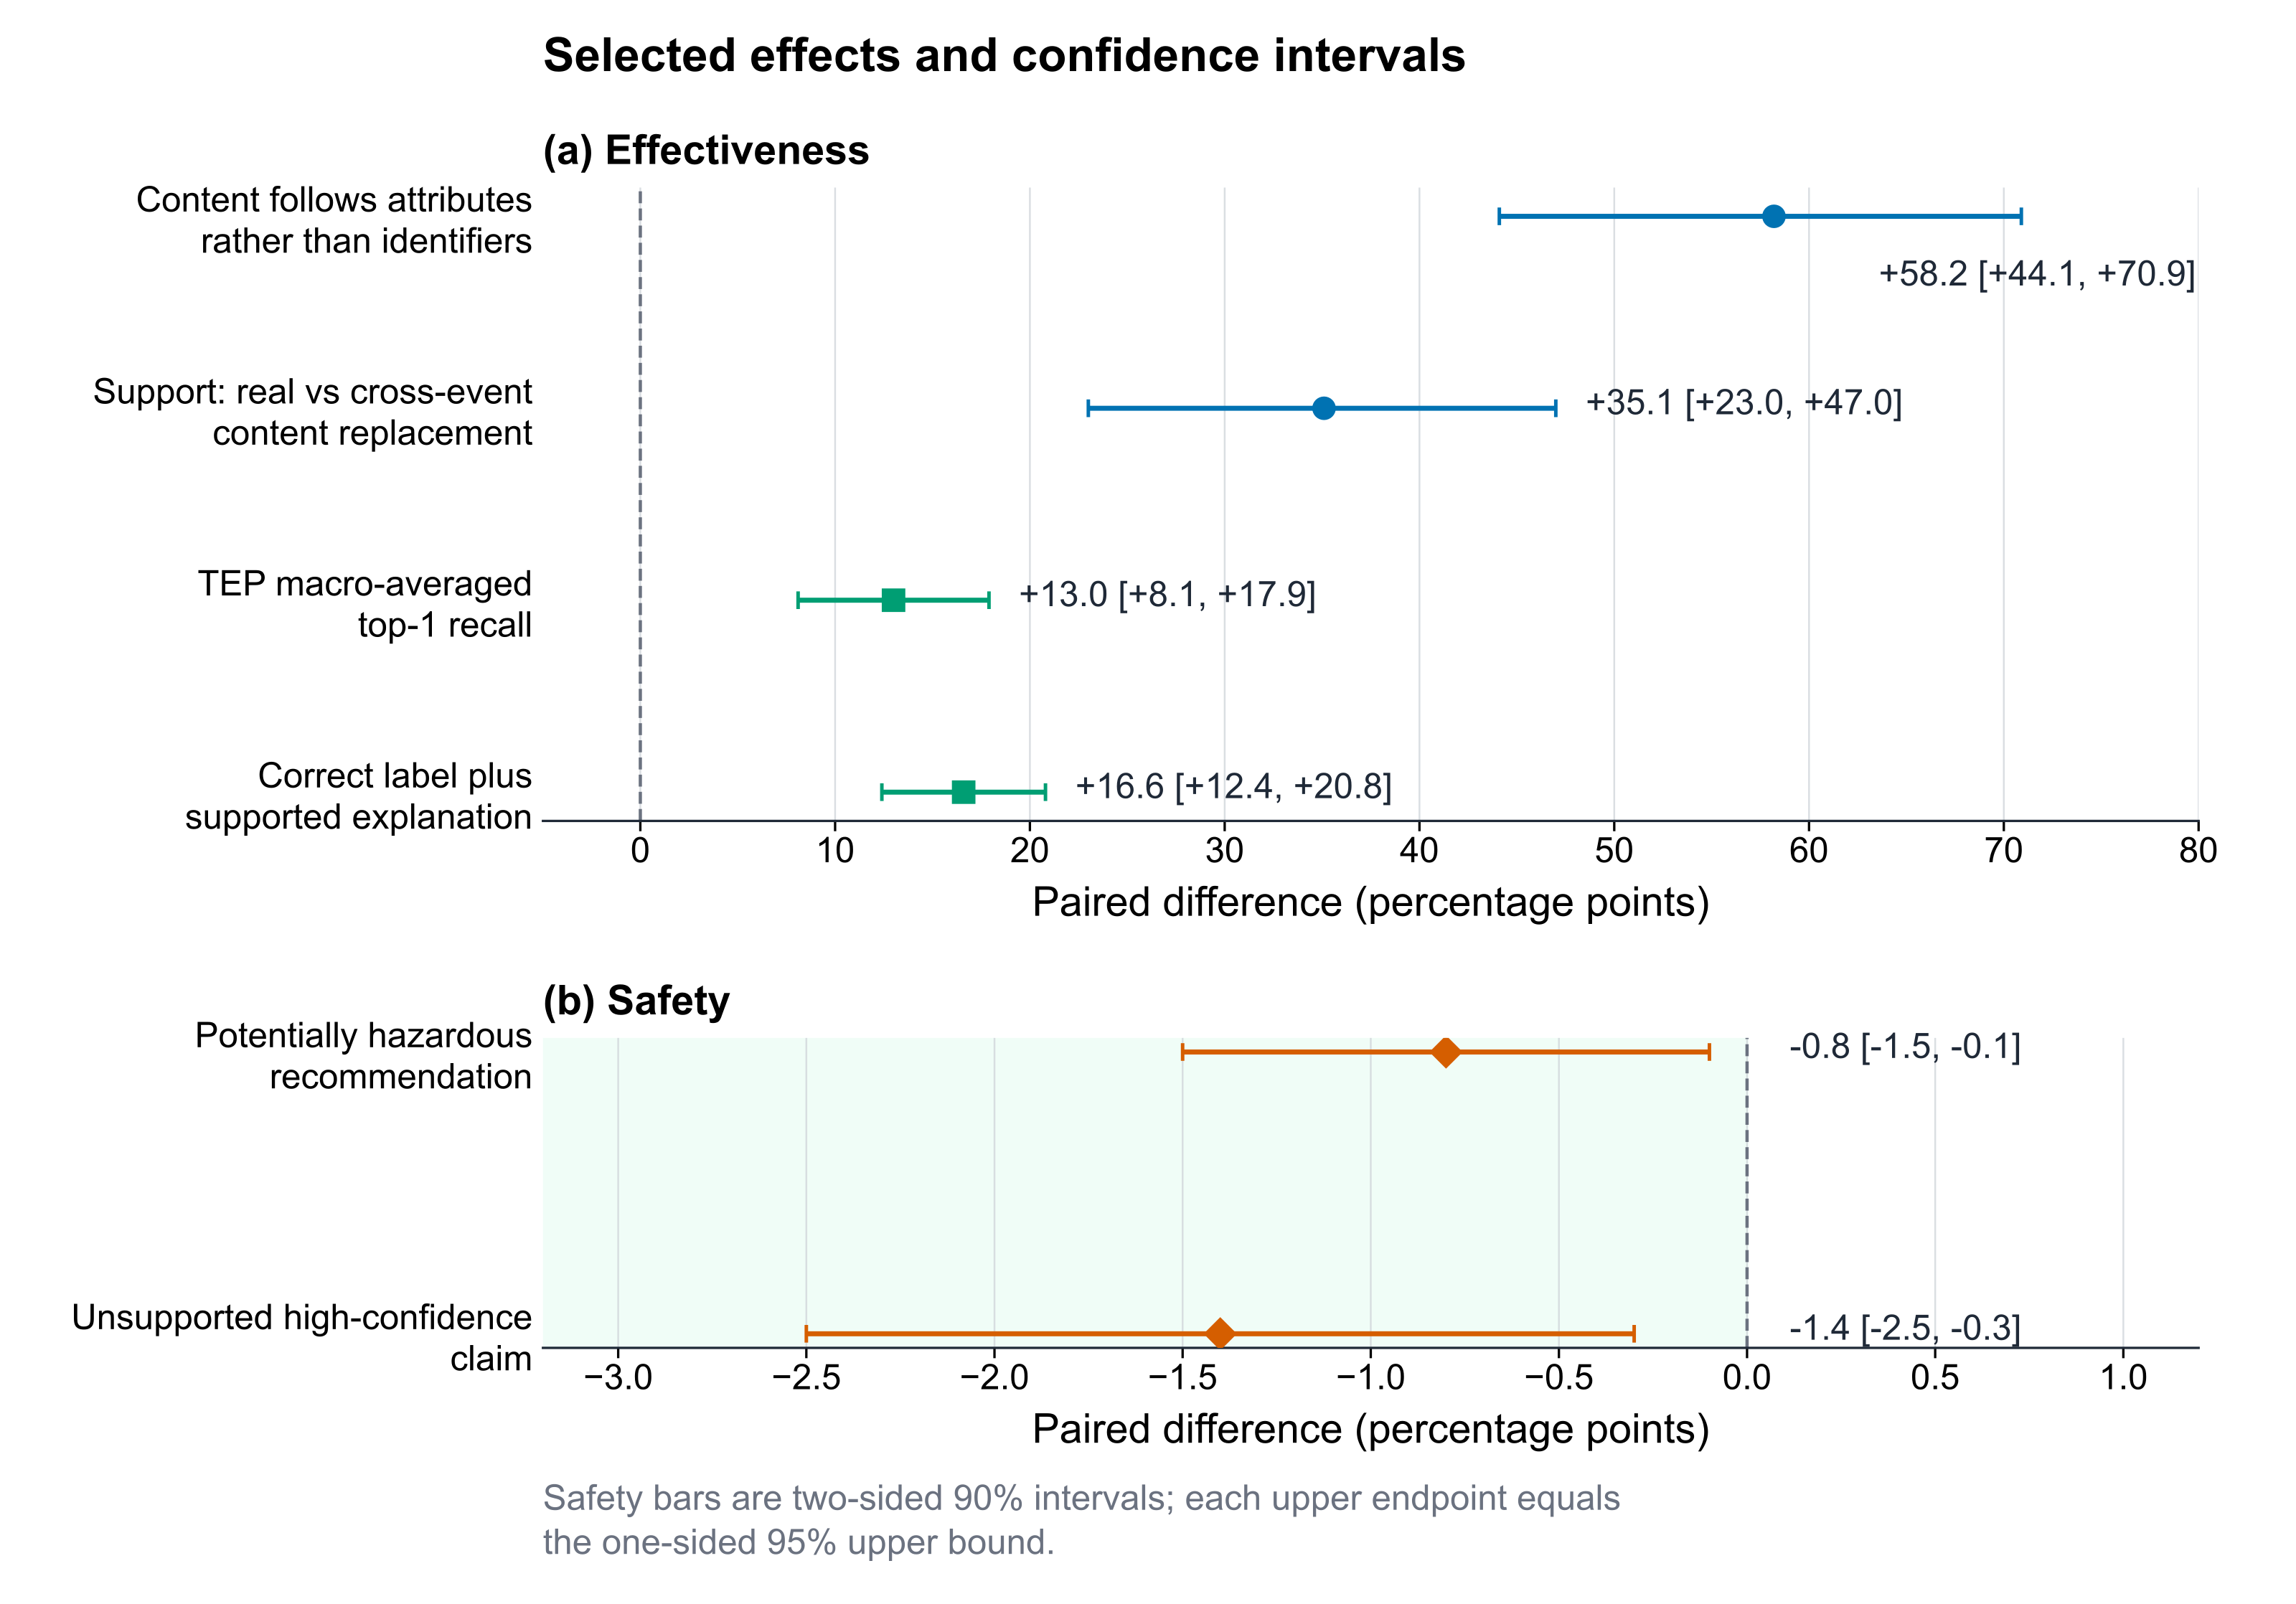 Selected effects and confidence intervals
(a) Effectiveness
Content follows attributes
rather than identifiers
+58.2 [+44.1, +70.9]
Support: real vs cross-event
content replacement
+35.1 [+23.0, +47.0]
TEP macro-averaged
top-1 recall
+13.0 [+8.1, +17.9]
Correct label plus
supported explanation
+16.6 [+12.4, +20.8]
0 10 20 30 40 50 60 70 80
Paired difference (percentage points)
(b) Safety
Potentially hazardous
recommendation
-0.8 [-1.5, -0.1]
Unsupported high-confidence
claim
-1.4 [-2.5, -0.3]
−3.0 −2.5 −2.0 −1.5 −1.0 −0.5 0.0 0.5 1.0
Paired difference (percentage points)
Safety bars are two-sided 90% intervals; each upper endpoint equals
the one-sided 95% upper bound.